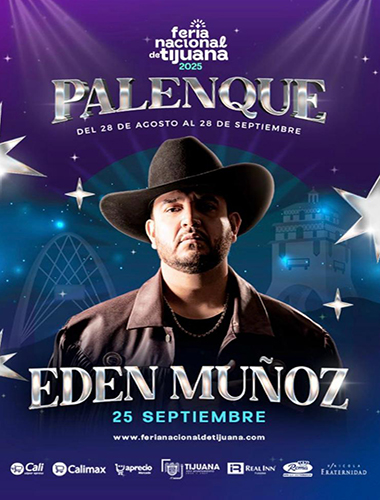 feria
nacional
de tijuana
2025
PALENQUE
DEL 28 DE AGOSTO AL 28 DE SEPTIEMBRE
EDEN MUÑOZ
25 SEPTIEMBRE
www.ferianacionaldetijuana.com
Cali
Calimax
aprecio
TIJUANA
REAL INN
FRATERNIDAD